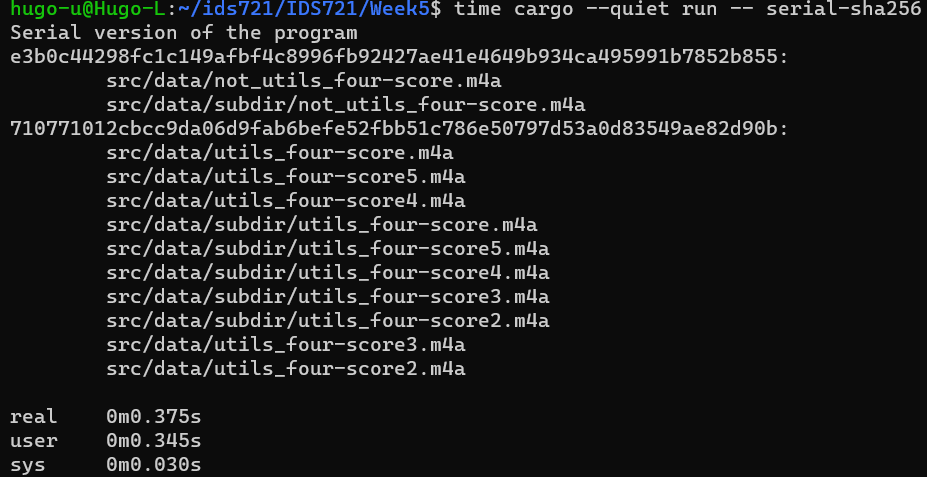 hugo-u@Hugo-L:~/ids721/IDS721/Week5$ time cargo --quiet run -- serial-sha256
Serial version of the program
e3b0c44298fc1c149afbf4c8996fb92427ae41e4649b934ca495991b7852b855:
src/data/not_utils_four-score.m4a
src/data/subdir/not_utils_four-score.m4a
710771012cbcc9da06d9fab6befe52fbb51c786e50797d53a0d83549ae82d90b:
src/data/utils_four-score.m4a
src/data/utils_four-score5.m4a
src/data/utils_four-score4.m4a
src/data/subdir/utils_four-score.m4a
src/data/subdir/utils_four-score5.m4a
src/data/subdir/utils_four-score4.m4a
src/data/subdir/utils_four-score3.m4a
src/data/subdir/utils_four-score2.m4a
src/data/utils_four-score3.m4a
src/data/utils_four-score2.m4a
real 0m0.375s
user 0m0.345s
sys 0m0.030s